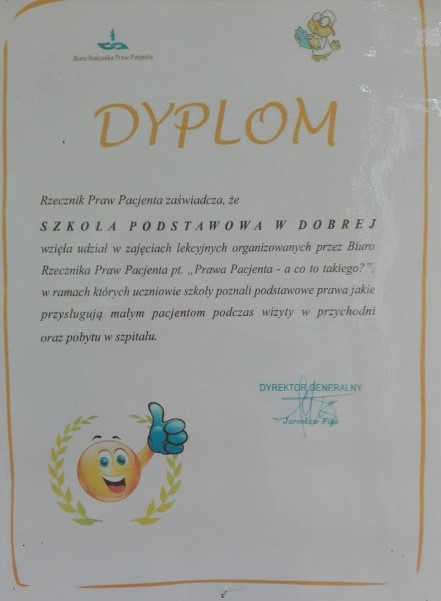 Biuro Rzecznika Praw Pacjenta
DYPLOM
Rzecznik Praw Pacjenta zaświadcza, że
SZKOŁA PODSTAWOWA W DOBREJ
wzięła udział w zajęciach lekcyjnych organizowanych przez Biuro
Rzecznika Praw Pacjenta pt. „Prawa Pacjenta - a co to takiego?”,
w ramach których uczniowie szkoły poznali podstawowe prawa jakie
przysługują małym pacjentom podczas wizyty w przychodni
oraz pobytu w szpitalu.
DYREKTOR GENERALNY
Jarosław